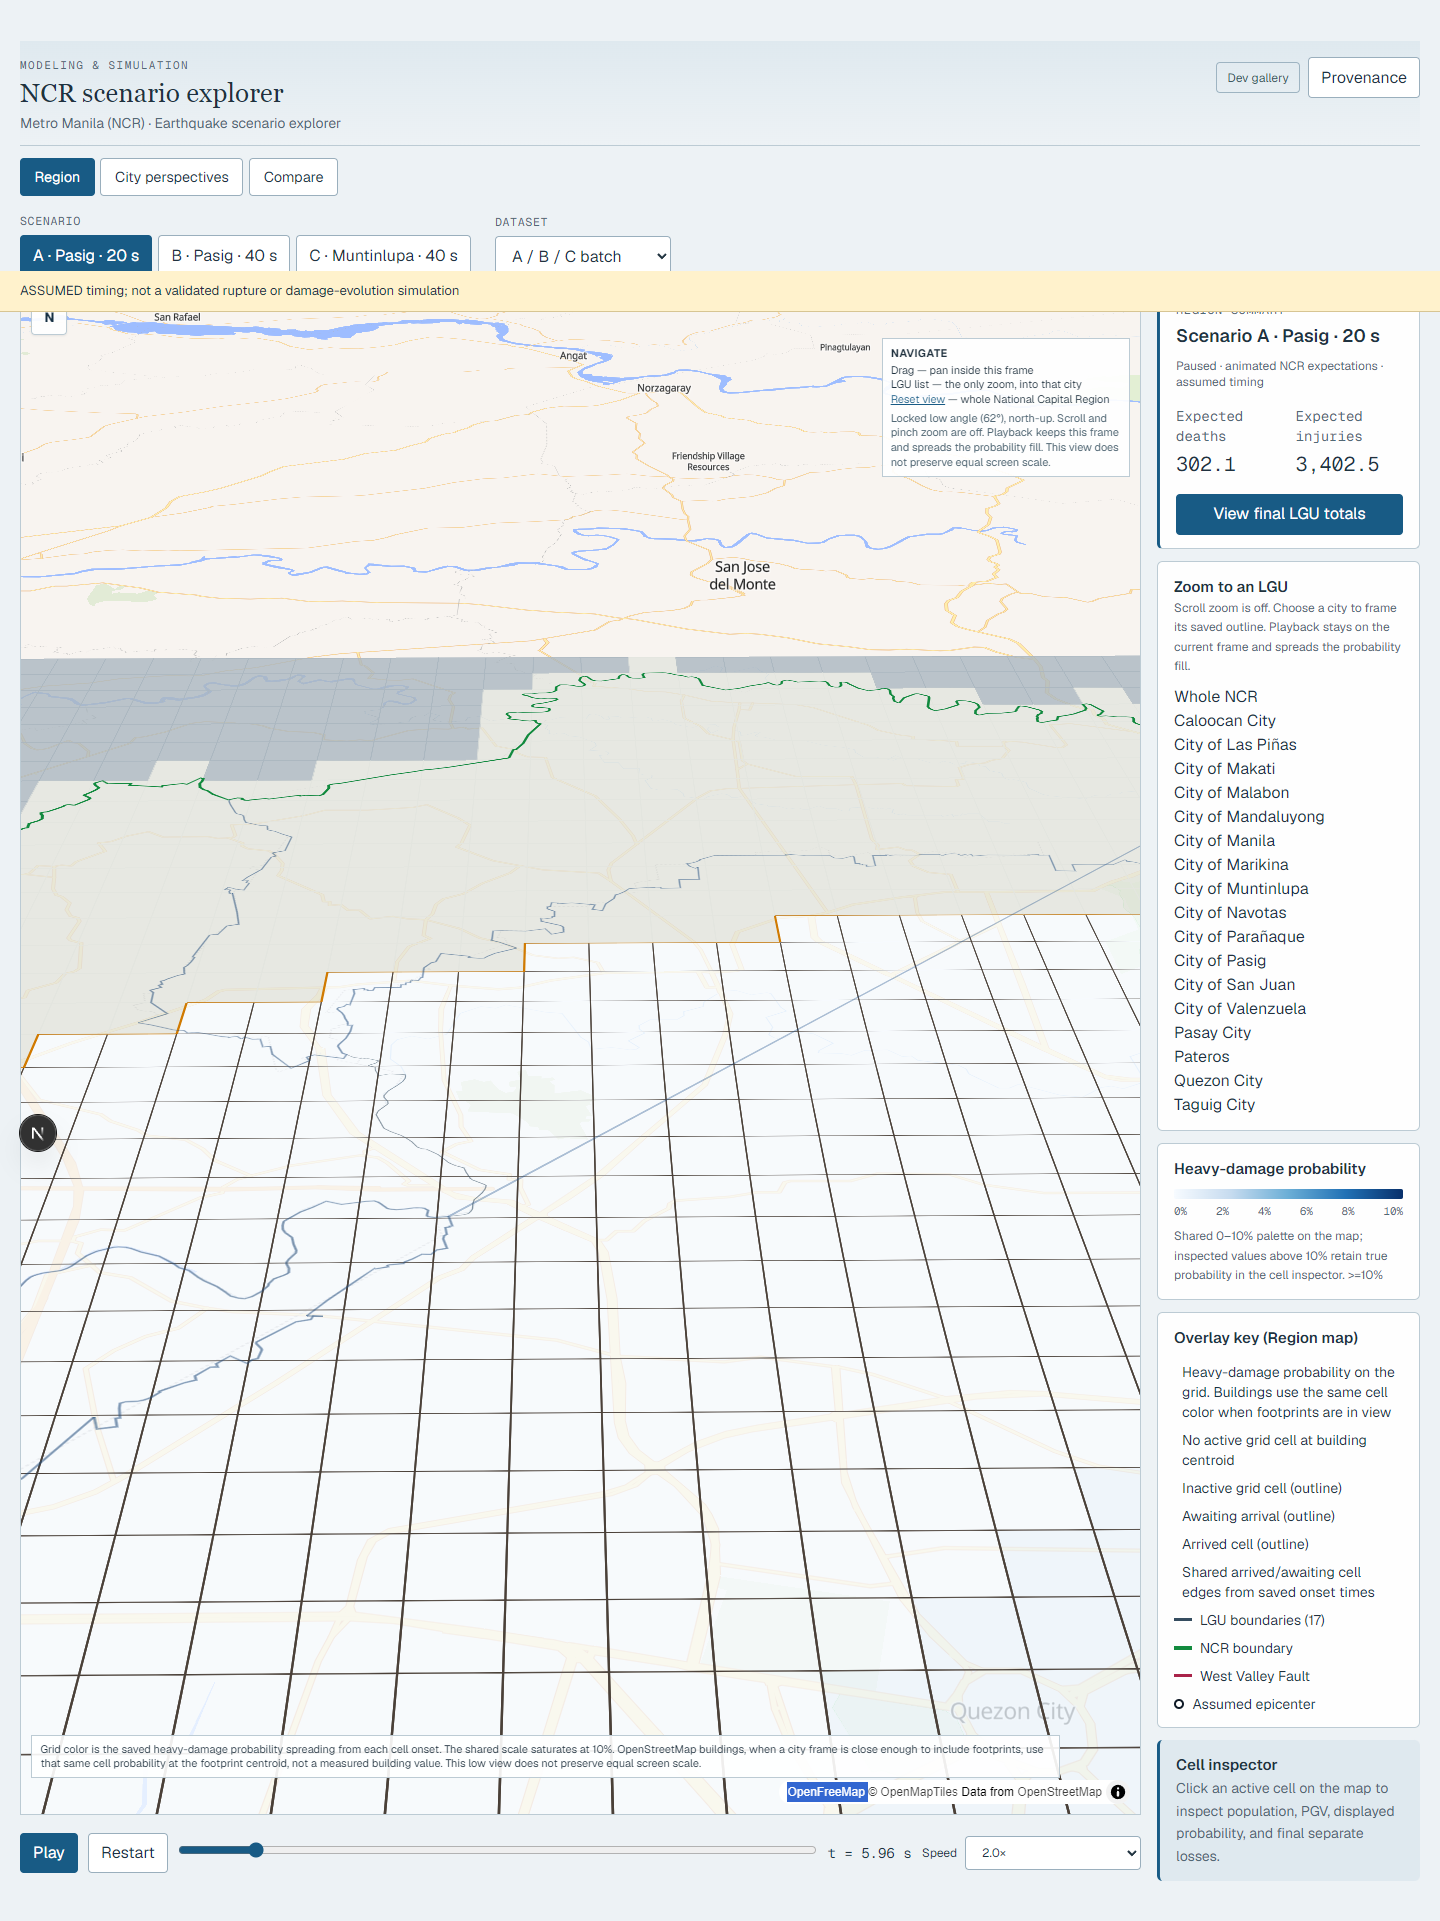 MODELING & SIMULATION
NCR scenario explorer
Metro Manila (NCR) · Earthquake scenario explorer
Dev gallery
Provenance
Region
City perspectives
Compare
SCENARIO
A · Pasig · 20 s
B · Pasig · 40 s
C · Muntinlupa · 40 s
DATASET
A / B / C batch
ASSUMED timing; not a validated rupture or damage-evolution simulation
N
San Rafael
Angat
Norzagaray
Pinagtulayan
Friendship Village
Resources
San Jose
del Monte
NAVIGATE
Drag — pan inside this frame
LGU list — the only zoom, into that city
Reset view — whole National Capital Region
Locked low angle (62°), north-up. Scroll and
pinch zoom are off. Playback keeps this frame
and spreads the probability fill. This view does
not preserve equal screen scale.
N
Quezon City
Grid color is the saved heavy-damage probability spreading from each cell onset. The shared scale saturates at 10%. OpenStreetMap buildings, when a city frame is close enough to include footprints, use
that same cell probability at the footprint centroid, not a measured building value. This low view does not preserve equal screen scale.
OpenFreeMap © OpenMapTiles Data from OpenStreetMap
Play
Restart
t = 5.96 s
Speed
2.0×
REGION SUMMARY
Scenario A · Pasig · 20 s
Paused · animated NCR expectations ·
assumed timing
Expected
deaths
302.1
Expected
injuries
3,402.5
View final LGU totals
Zoom to an LGU
Scroll zoom is off. Choose a city to frame
its saved outline. Playback stays on the
current frame and spreads the probability
fill.
Whole NCR
Caloocan City
City of Las Piñas
City of Makati
City of Malabon
City of Mandaluyong
City of Manila
City of Marikina
City of Muntinlupa
City of Navotas
City of Parañaque
City of Pasig
City of San Juan
City of Valenzuela
Pasay City
Pateros
Quezon City
Taguig City
Heavy-damage probability
0% 2% 4% 6% 8% 10%
Shared 0–10% palette on the map;
inspected values above 10% retain true
probability in the cell inspector. >=10%
Overlay key (Region map)
Heavy-damage probability on the
grid. Buildings use the same cell
color when footprints are in view
No active grid cell at building
centroid
Inactive grid cell (outline)
Awaiting arrival (outline)
Arrived cell (outline)
Shared arrived/awaiting cell
edges from saved onset times
LGU boundaries (17)
NCR boundary
West Valley Fault
Assumed epicenter
Cell inspector
Click an active cell on the map to
inspect population, PGV, displayed
probability, and final separate
losses.